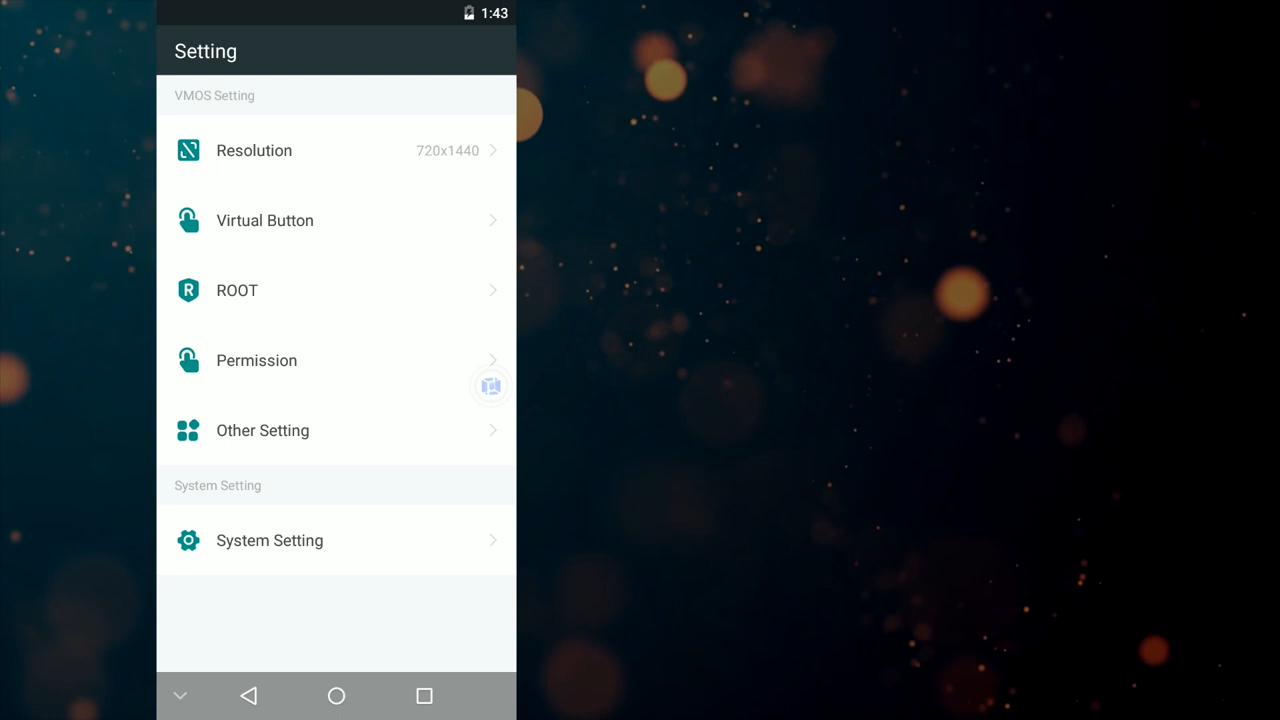 1:43
Setting
VMOS Setting
Resolution 720x1440
Virtual Button
ROOT
Permission
Other Setting
System Setting
System Setting